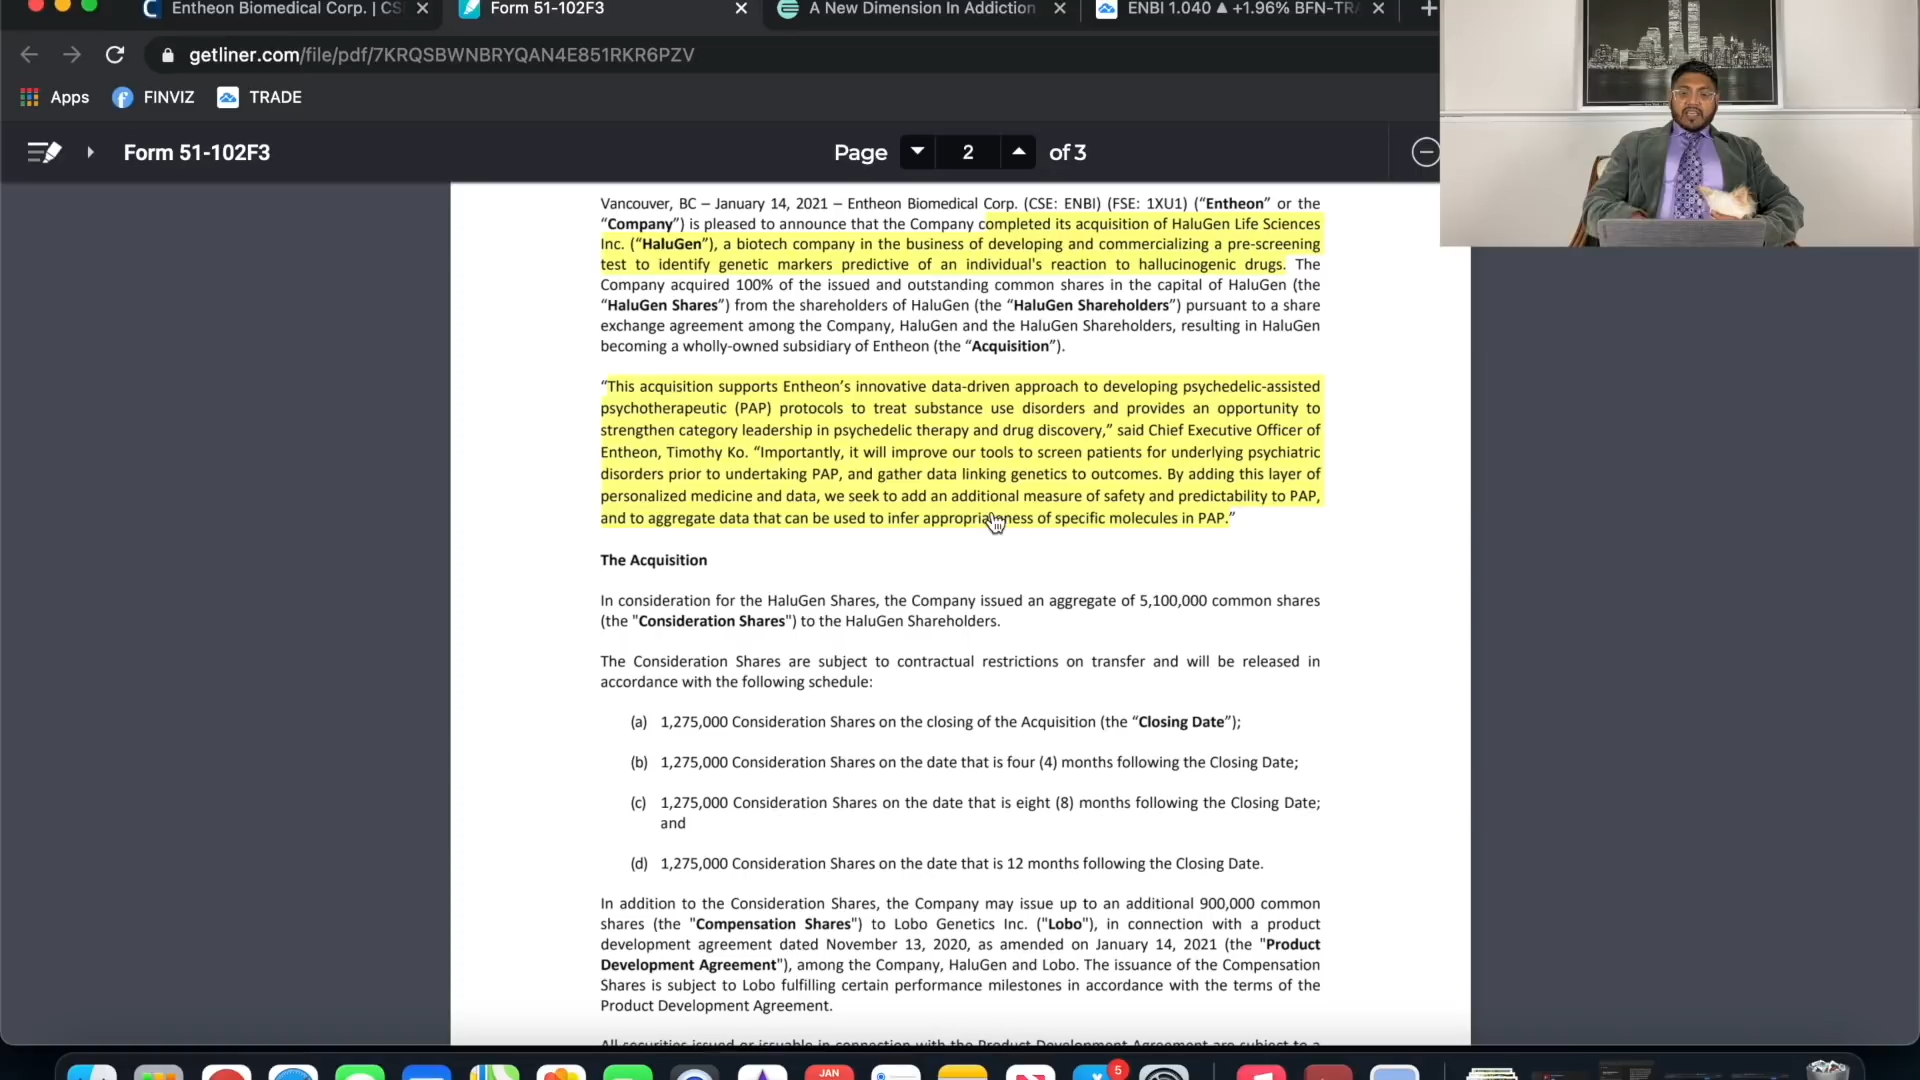 Entheon Biomedical Corp. | CS
Form 51-102F3
A New Dimension In Addiction
ENBI 1.040 ▲ +1.96% BFN-TRA
getliner.com/file/pdf/7KRQSBWNBRYQAN4E851RKR6PZV
Apps
FINVIZ
TRADE
Form 51-102F3
Page 2 of 3
Vancouver, BC – January 14, 2021 – Entheon Biomedical Corp. (CSE: ENBI) (FSE: 1XU1) (“Entheon” or the
“Company”) is pleased to announce that the Company completed its acquisition of HaluGen Life Sciences
Inc. (“HaluGen”), a biotech company in the business of developing and commercializing a pre-screening
test to identify genetic markers predictive of an individual's reaction to hallucinogenic drugs. The
Company acquired 100% of the issued and outstanding common shares in the capital of HaluGen (the
“HaluGen Shares”) from the shareholders of HaluGen (the “HaluGen Shareholders”) pursuant to a share
exchange agreement among the Company, HaluGen and the HaluGen Shareholders, resulting in HaluGen
becoming a wholly-owned subsidiary of Entheon (the “Acquisition”).
“This acquisition supports Entheon’s innovative data-driven approach to developing psychedelic-assisted
psychotherapeutic (PAP) protocols to treat substance use disorders and provides an opportunity to
strengthen category leadership in psychedelic therapy and drug discovery,” said Chief Executive Officer of
Entheon, Timothy Ko. “Importantly, it will improve our tools to screen patients for underlying psychiatric
disorders prior to undertaking PAP, and gather data linking genetics to outcomes. By adding this layer of
personalized medicine and data, we seek to add an additional measure of safety and predictability to PAP,
and to aggregate data that can be used to infer appropriateness of specific molecules in PAP.”
The Acquisition
In consideration for the HaluGen Shares, the Company issued an aggregate of 5,100,000 common shares
(the "Consideration Shares") to the HaluGen Shareholders.
The Consideration Shares are subject to contractual restrictions on transfer and will be released in
accordance with the following schedule:
(a) 1,275,000 Consideration Shares on the closing of the Acquisition (the “Closing Date”);
(b) 1,275,000 Consideration Shares on the date that is four (4) months following the Closing Date;
(c) 1,275,000 Consideration Shares on the date that is eight (8) months following the Closing Date;
and
(d) 1,275,000 Consideration Shares on the date that is 12 months following the Closing Date.
In addition to the Consideration Shares, the Company may issue up to an additional 900,000 common
shares (the "Compensation Shares") to Lobo Genetics Inc. ("Lobo"), in connection with a product
development agreement dated November 13, 2020, as amended on January 14, 2021 (the "Product
Development Agreement"), among the Company, HaluGen and Lobo. The issuance of the Compensation
Shares is subject to Lobo fulfilling certain performance milestones in accordance with the terms of the
Product Development Agreement.
All securities issued or issuable in connection with the Product Development Agreement are subject to a
JAN
5